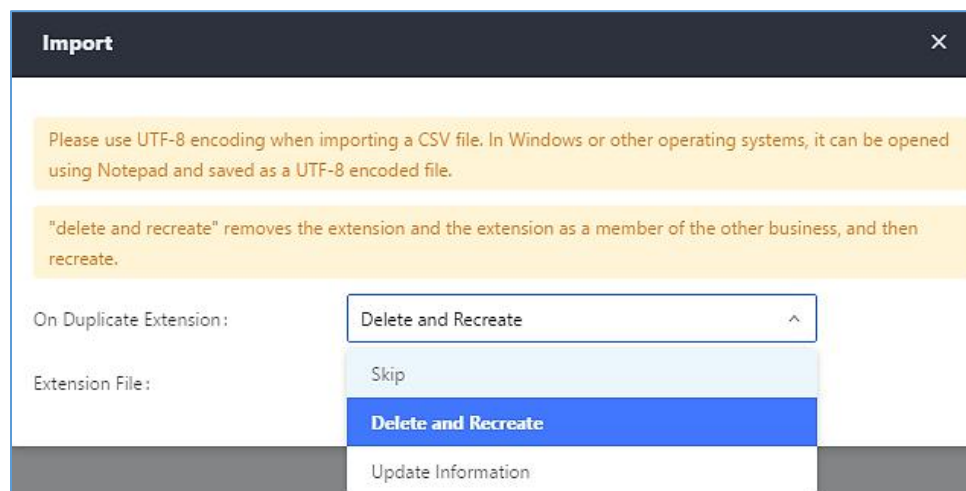 Import
Please use UTF-8 encoding when importing a CSV file. In Windows or other operating systems, it can be opened
using Notepad and saved as a UTF-8 encoded file.
"delete and recreate" removes the extension and the extension as a member of the other business, and then
recreate.
On Duplicate Extension:
Delete and Recreate
Extension File:
Skip
Delete and Recreate
Update Information